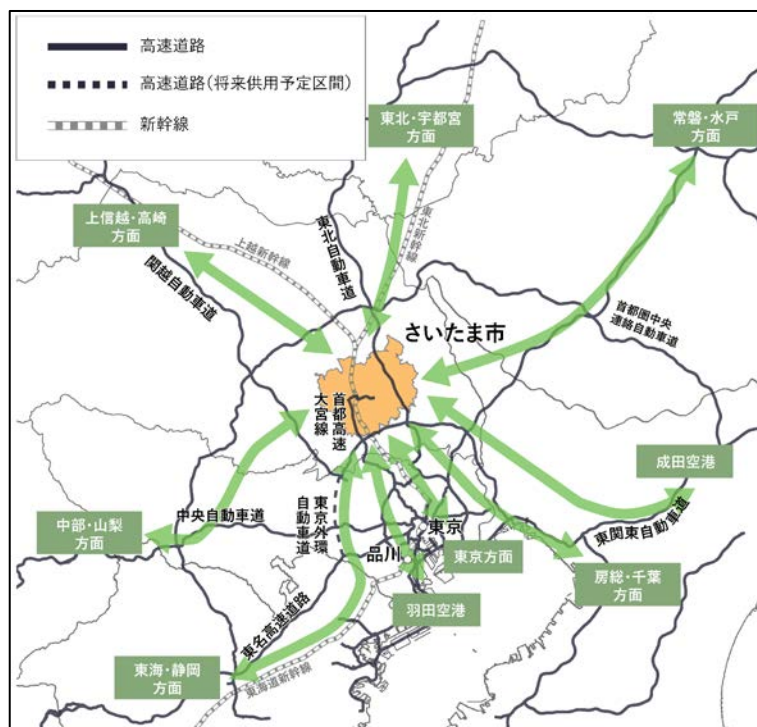 高速道路
高速道路(将来供用予定区間)
新幹線
東北・宇都宮
方面
常磐・水戸
方面
上信越・高崎
方面
上越新幹線
東北自動車道
東北新幹線
関越自動車道
さいたま市
首都圏中央
連絡自動車道
首都高速
大宮線
成田空港
中部・山梨
方面
中央自動車道
東京外環
自動車道
東京
東関東自動車道
品川
東京方面
房総・千葉
方面
羽田空港
東名高速道路
東海・静岡
方面
東海道新幹線